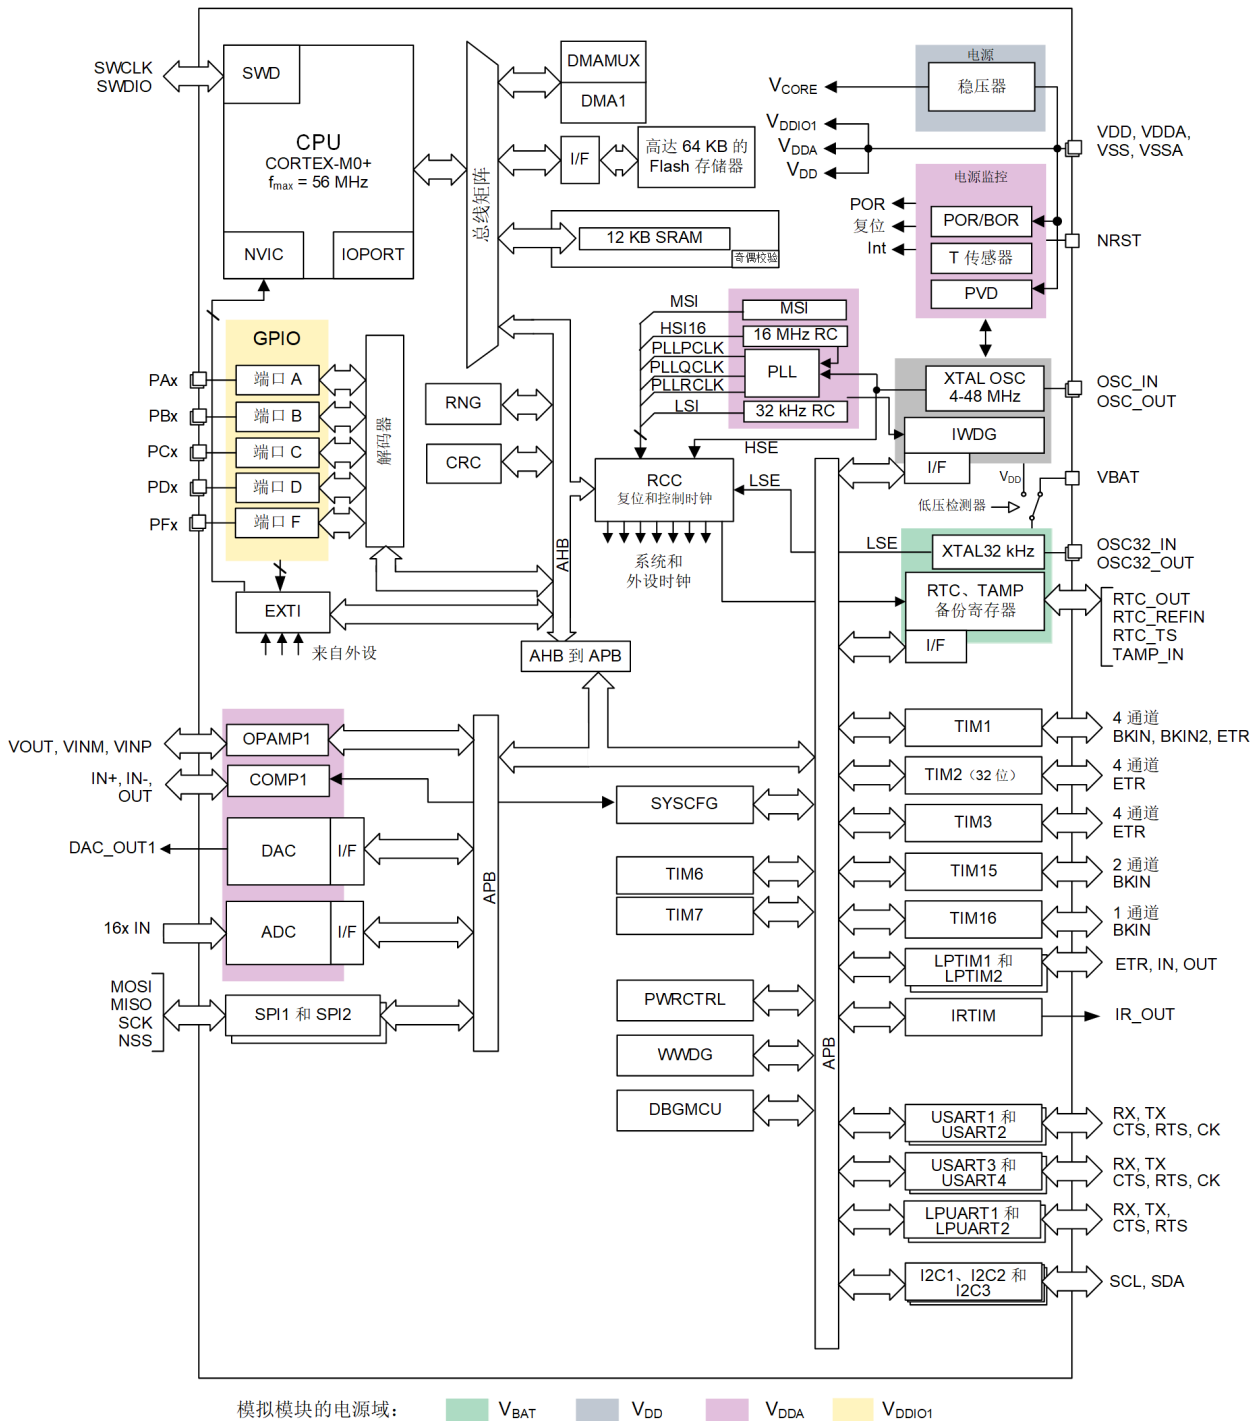 SWCLK
SWDIO
SWD
CPU
CORTEX-M0+
fmax = 56 MHz
NVIC
IOPORT
总线矩阵
DMAMUX
DMA1
I/F
高达 64 KB 的
Flash 存储器
12 KB SRAM
奇偶校验
电源
稳压器
VCORE
VDDIO1
VDDA
VDD
VDD, VDDA,
VSS, VSSA
电源监控
POR
复位
Int
POR/BOR
T 传感器
PVD
NRST
GPIO
端口 A
端口 B
端口 C
端口 D
端口 F
PAx
PBx
PCx
PDx
PFx
解码器
RNG
CRC
MSI
HSI16
PLLPCLK
PLLQCLK
PLLRCLK
LSI
MSI
16 MHz RC
PLL
32 kHz RC
HSE
XTAL OSC
4-48 MHz
IWDG
I/F
OSC_IN
OSC_OUT
VDD
VBAT
低压检测器
RCC
复位和控制时钟
LSE
系统和
外设时钟
AHB
LSE
XTAL32 kHz
OSC32_IN
OSC32_OUT
RTC、TAMP
备份寄存器
I/F
RTC_OUT
RTC_REFIN
RTC_TS
TAMP_IN
EXTI
来自外设
AHB 到 APB
VOUT, VINM, VINP
OPAMP1
IN+, IN-,
OUT
COMP1
DAC_OUT1
DAC
I/F
16x IN
ADC
I/F
MOSI
MISO
SCK
NSS
SPI1 和 SPI2
APB
SYSCFG
TIM6
TIM7
PWRCTRL
WWDG
DBGMCU
APB
TIM1
4 通道
BKIN, BKIN2, ETR
TIM2（32 位）
4 通道
ETR
TIM3
4 通道
ETR
TIM15
2 通道
BKIN
TIM16
1 通道
BKIN
LPTIM1 和
LPTIM2
ETR, IN, OUT
IRTIM
IR_OUT
USART1 和
USART2
RX, TX
CTS, RTS, CK
USART3 和
USART4
RX, TX
CTS, RTS, CK
LPUART1 和
LPUART2
RX, TX,
CTS, RTS
I2C1、I2C2 和
I2C3
SCL, SDA
模拟模块的电源域：
VBAT
VDD
VDDA
VDDIO1